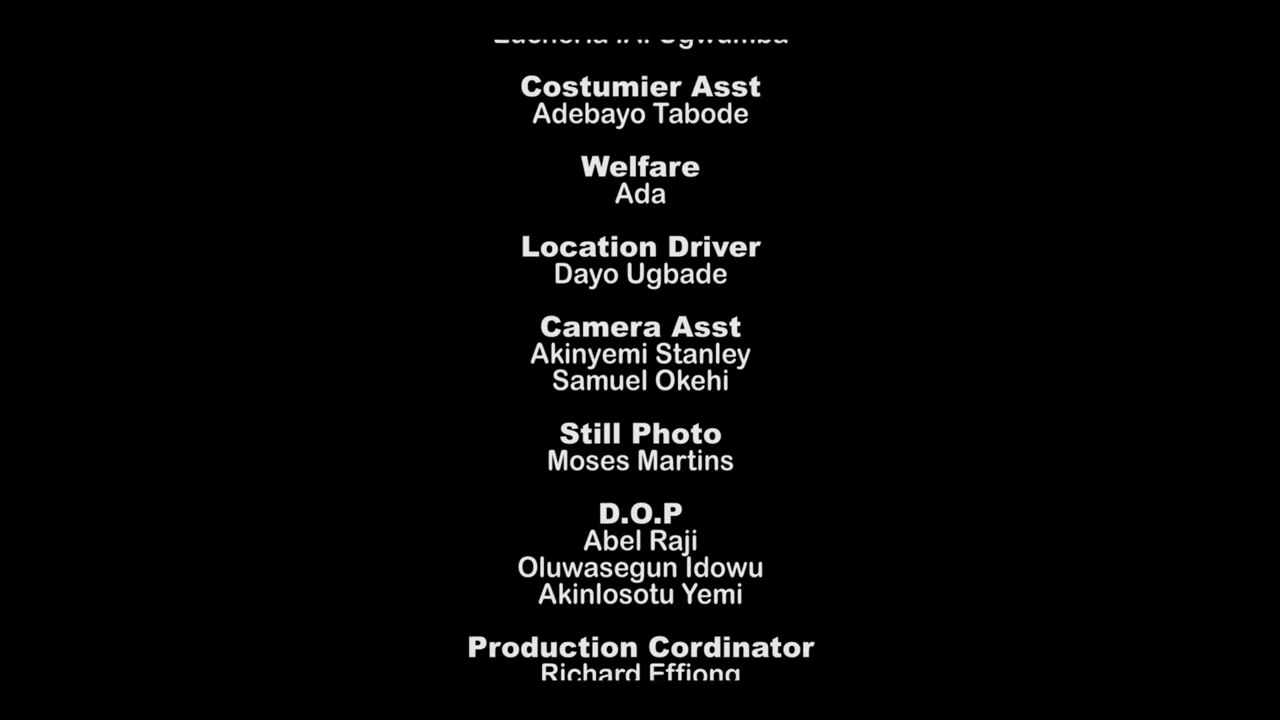 Costumier Asst
Adebayo Tabode
Welfare
Ada
Location Driver
Dayo Ugbade
Camera Asst
Akinyemi Stanley
Samuel Okehi
Still Photo
Moses Martins
D.O.P
Abel Raji
Oluwasegun Idowu
Akinlosotu Yemi
Production Cordinator
Richard Effiong